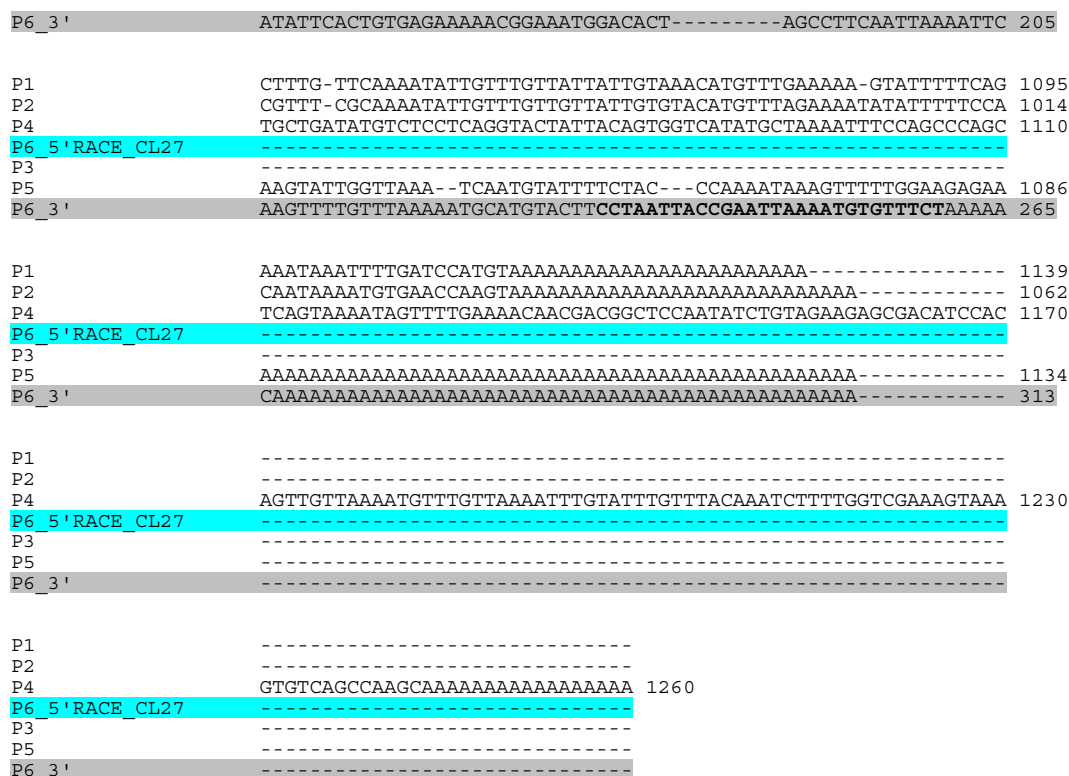 P6_3' ATATTCACTGTGAGAAAAACGGAAATGGACACT---------AGCCTTCAATTAAAATTC 205
P1 CTTTG-TTCAAAATATTGTTTGTTATTATTGTAAACATGTTTGAAAAA-GTATTTTTCAG 1095
P2 CGTTT-CGCAAAATATTGTTTGTTGTTATTGTGTACATGTTTAGAAAATATATTTTTCCA 1014
P4 TGCTGATATGTCTCCTCAGGTACTATTACAGTGGTCATATGCTAAAATTTCCAGCCCAGC 1110
P6_5'RACE_CL27 ------------------------------------------------------------
P3 ------------------------------------------------------------
P5 AAGTATTGGTTAAA--TCAATGTATTTTCTAC---CCAAAATAAAGTTTTTGGAAGAGAA 1086
P6_3' AAGTTTTGTTTAAAAATGCATGTACTTCCTAATTACCGAATTAAAATGTGTTTCTAAAAA 265
P1 AAATAAATTTTGATCCATGTAAAAAAAAAAAAAAAAAAAAAAAA---------------- 1139
P2 CAATAAAATGTGAACCAAGTAAAAAAAAAAAAAAAAAAAAAAAAAAAA------------ 1062
P4 TCAGTAAAATAGTTTTGAAAACAACGACGGCTCCAATATCTGTAGAAGAGCGACATCCAC 1170
P6_5'RACE_CL27 ------------------------------------------------------------
P3 ------------------------------------------------------------
P5 AAAAAAAAAAAAAAAAAAAAAAAAAAAAAAAAAAAAAAAAAAAAAAAA------------ 1134
P6_3' CAAAAAAAAAAAAAAAAAAAAAAAAAAAAAAAAAAAAAAAAAAAAAAA------------ 313
P1 ------------------------------------------------------------
P2 ------------------------------------------------------------
P4 AGTTGTTAAAATGTTTGTTAAAATTTGTATTTGTTTACAAATCTTTTGGTCGAAAGTAAA 1230
P6_5'RACE_CL27 ------------------------------------------------------------
P3 ------------------------------------------------------------
P5 ------------------------------------------------------------
P6_3' ------------------------------------------------------------
P1 ------------------------------
P2 ------------------------------
P4 GTGTCAGCCAAGCAAAAAAAAAAAAAAAAA 1260
P6_5'RACE_CL27 ------------------------------
P3 ------------------------------
P5 ------------------------------
P6_3' ------------------------------